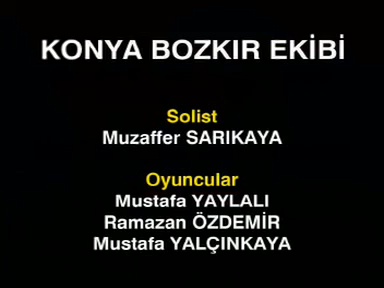 KONYA BOZKIR EKİBİ
Solist
Muzaffer SARIKAYA
Oyuncular
Mustafa YAYLALI
Ramazan ÖZDEMİR
Mustafa YALÇINKAYA